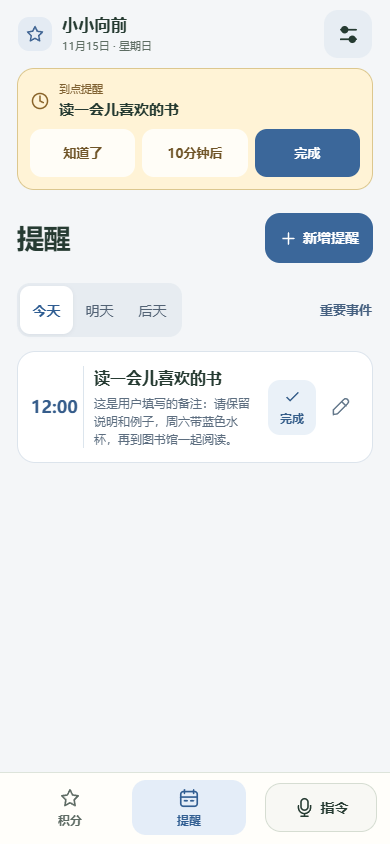 小小向前
11月15日 · 星期日
到点提醒
读一会儿喜欢的书
知道了
10分钟后
完成
提醒
新增提醒
今天
明天
后天
重要事件
12:00
读一会儿喜欢的书
这是用户填写的备注：请保留
说明和例子，周六带蓝色水
杯，再到图书馆一起阅读。
完成
积分
提醒
指令